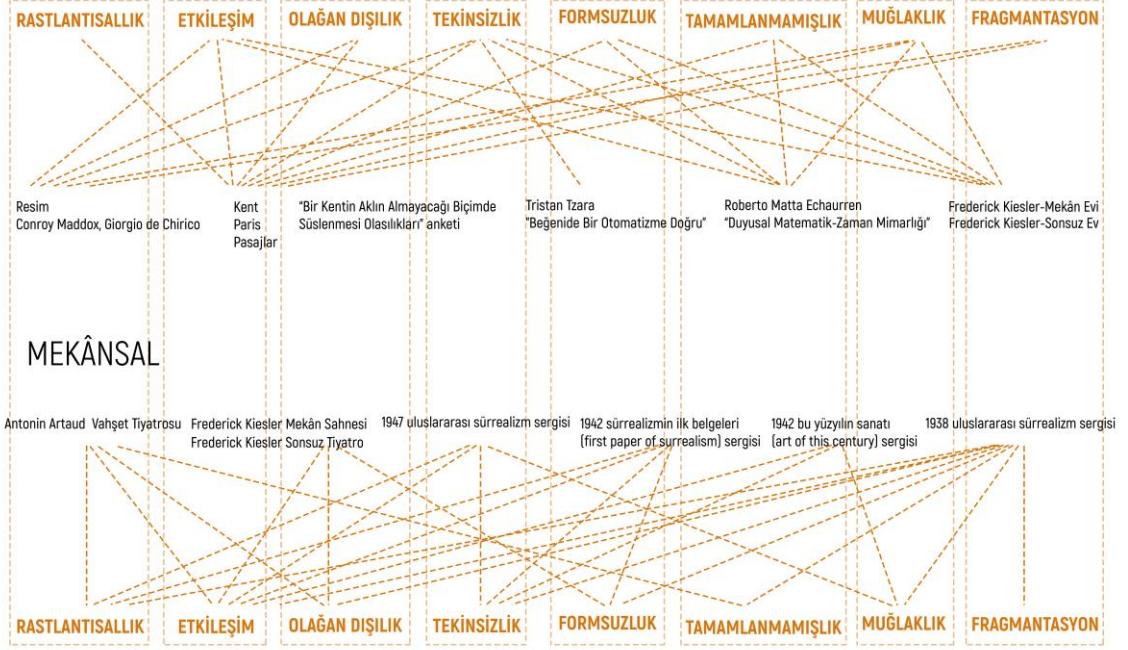 RASTLANTISALLIK ETKİLEŞİM OLAĞAN DIŞILIK TEKİNSİZLİK FORMSUZLUK TAMAMLANMAMIŞLIK MUĞLAKLIK FRAGMANTASYON
Resim
Conroy Maddox, Giorgio de Chirico
Kent
Paris
Pasajlar
“Bir Kentin Aklın Almayacağı Biçimde
Süslenmesi Olasılıkları” anketi
Tristan Tzara
“Beğenide Bir Otomatizme Doğru”
Roberto Matta Echaurren
“Duyusal Matematik-Zaman Mimarlığı”
Frederick Kiesler-Mekân Evi
Frederick Kiesler-Sonsuz Ev
MEKÂNSAL
Antonin Artaud Vahşet Tiyatrosu
Frederick Kiesler Mekân Sahnesi
Frederick Kiesler Sonsuz Tiyatro
1947 uluslararası sürrealizm sergisi
1942 sürrealizmin ilk belgeleri
(first paper of surrealism) sergisi
1942 bu yüzyılın sanatı
(art of this century) sergisi
1938 uluslararası sürrealizm sergisi
RASTLANTISALLIK ETKİLEŞİM OLAĞAN DIŞILIK TEKİNSİZLİK FORMSUZLUK TAMAMLANMAMIŞLIK MUĞLAKLIK FRAGMANTASYON